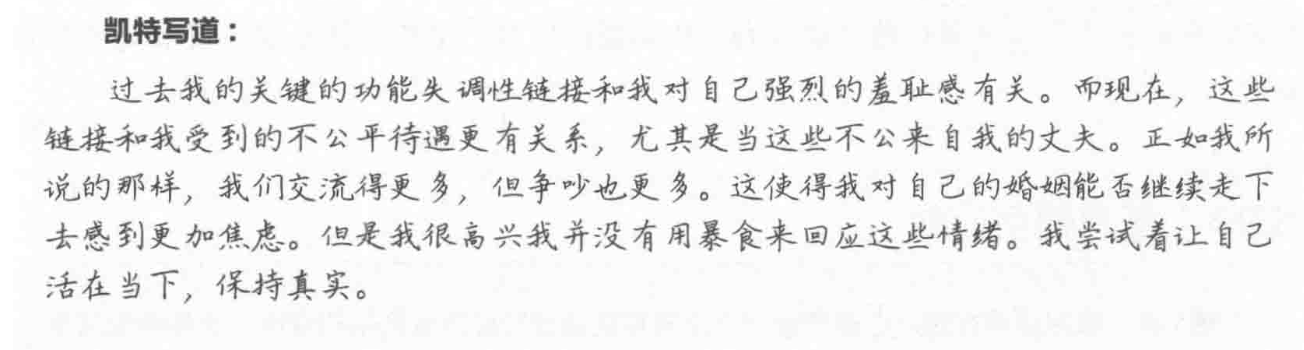 凯特写道：
过去我的关键的功能失调性链接和我对自己强烈的羞耻感有关。而现在，这些
链接和我受到的不公平待遇更有关系，尤其是当这些不公来自我的丈夫。正如我所
说的那样，我们交流得更多，但争吵也更多。这使得我对自己的婚姻能否继续走下
去感到更加焦虑。但是我很高兴我并没有用暴食来回应这些情绪。我尝试着让自己
活在当下，保持真实。